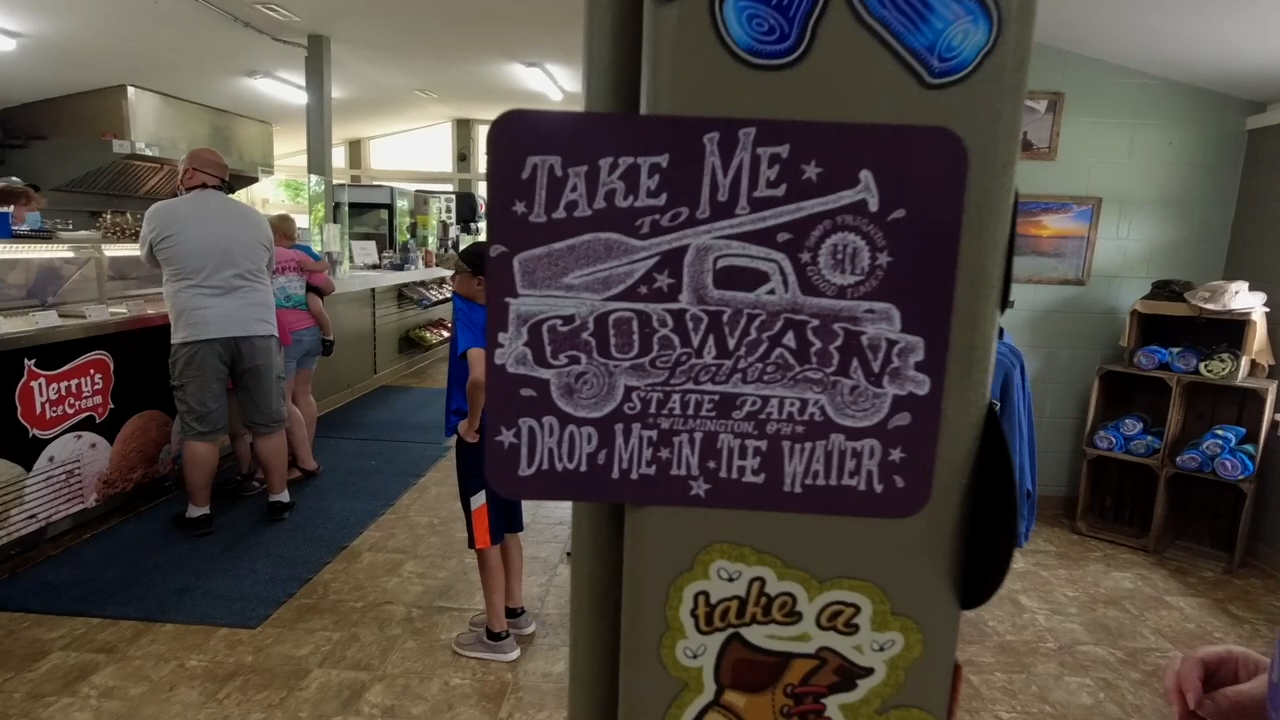 TAKE ME
TO
GOOD FRIENDS
GOOD TIMES
COWAN
Lake
STATE PARK
WILMINGTON, OH
DROP ME IN THE WATER
take a
Perry's
Ice Cream